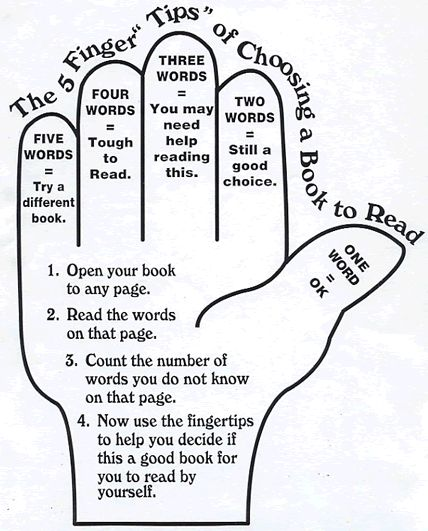 The 5 Finger "Tips" of Choosing a Book to Read
FIVE
WORDS
=
Try a
different
book.
FOUR
WORDS
=
Tough
to
Read.
THREE
WORDS
=
You may
need
help
reading
this.
TWO
WORDS
=
Still a
good
choice.
ONE
WORD
=
OK
1. Open your book
to any page.
2. Read the words
on that page.
3. Count the number of
words you do not know
on that page.
4. Now use the fingertips
to help you decide if
this a good book for
you to read by
yourself.